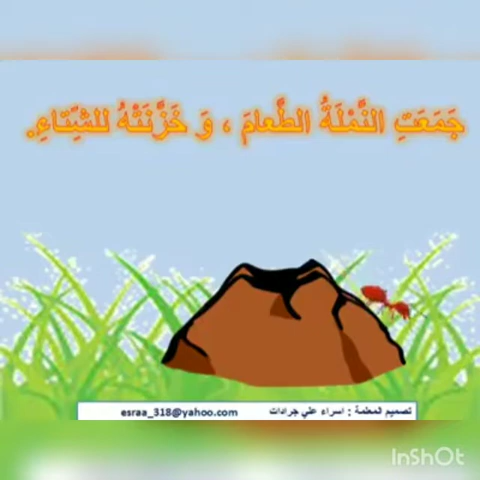 جَمَعَتِ النَّمْلَةُ الطَّعامَ ، وَ خَزَّنَتْهُ للشِّتاءِ.
تصميم المعلمة : اسراء علي جرادات esraa_318@yahoo.com
InShOt